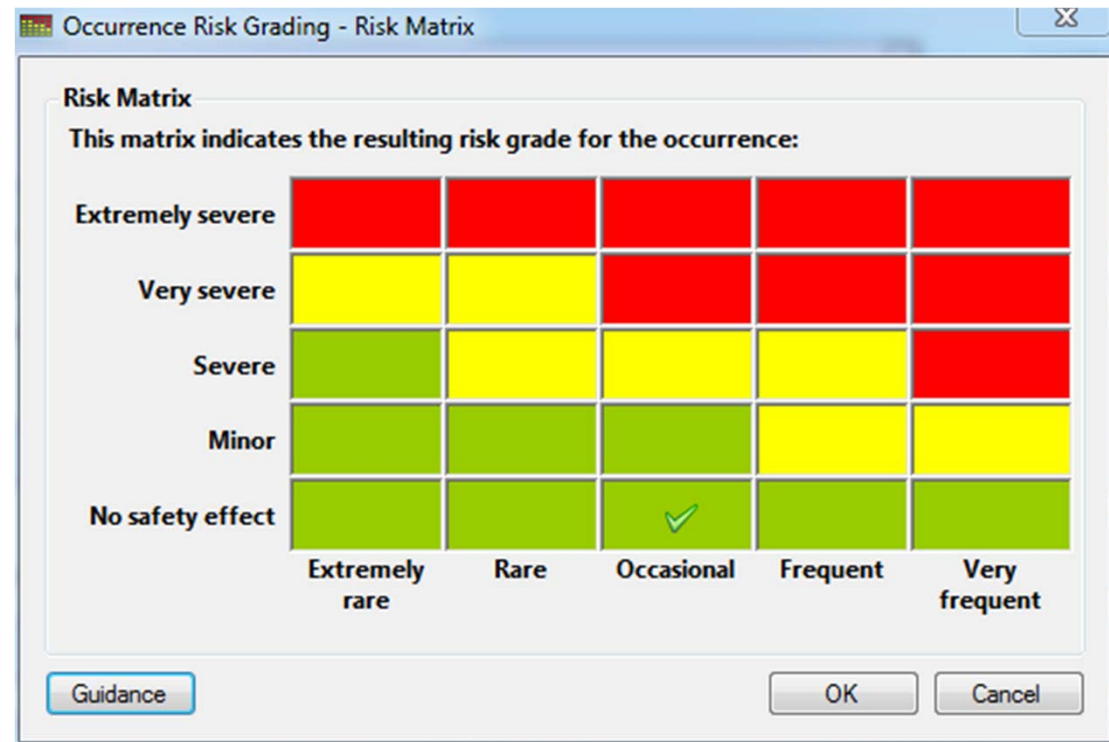 Occurrence Risk Grading - Risk Matrix
Risk Matrix
This matrix indicates the resulting risk grade for the occurrence:
Extremely severe
Very severe
Severe
Minor
No safety effect
Extremely rare
Rare
Occasional
Frequent
Very frequent
Guidance
OK
Cancel